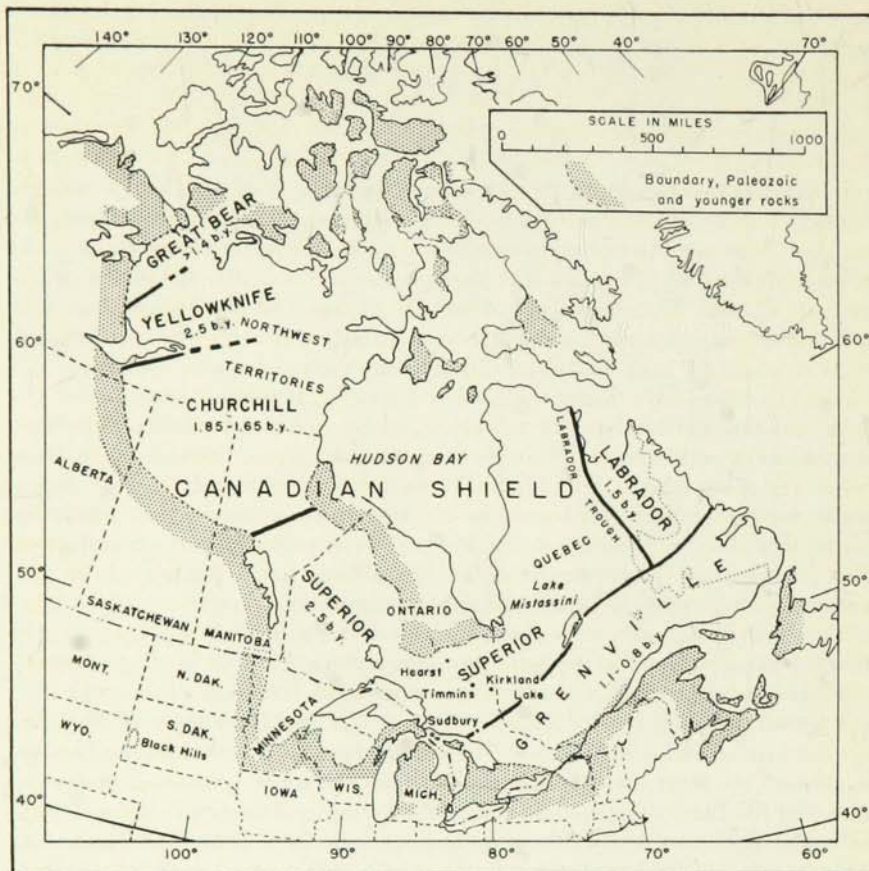 140° 130° 120° 110° 100° 90° 80° 70° 60° 50° 40° 30° 70°
70°
SCALE IN MILES
0 500 1000
Boundary, Paleozoic
and younger rocks
GREAT BEAR
>1.4 b.y.
YELLOWKNIFE
2.5 b.y. NORTHWEST
TERRITORIES
60° 60°
CHURCHILL
1.85-1.65 b.y.
ALBERTA
HUDSON BAY
LABRADOR
TROUGH
LABRADOR
1.5 b.y.
CANADIAN SHIELD
QUEBEC
Lake
Mistassini
50° 50°
SUPERIOR
2.5 b.y.
ONTARIO
SASKATCHEWAN
MANITOBA
SUPERIOR
GRENVILLE
1.1-0.8 b.y.
Hearst
Timmins
Kirkland
Lake
Sudbury
MONT.
N. DAK.
WYO.
S. DAK.
Black Hills
MINNESOTA
IOWA
WIS.
MICH.
40° 40°
100° 90° 80° 70° 60°